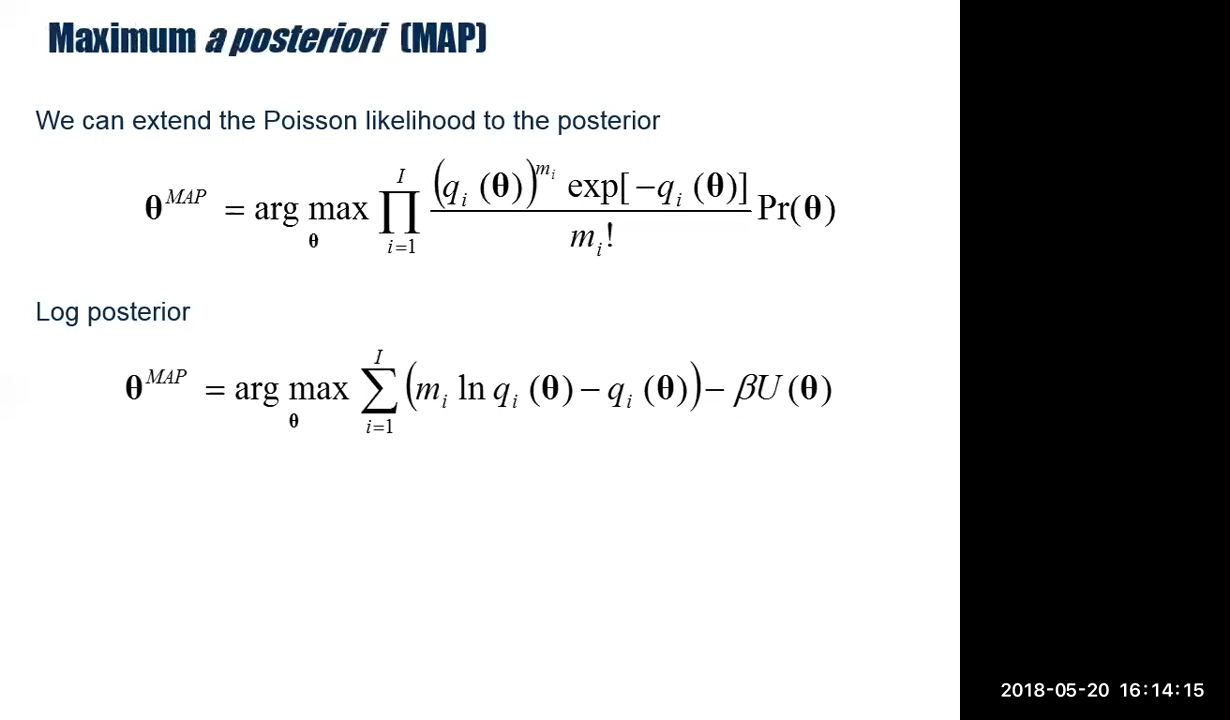 Maximum a posteriori (MAP)
We can extend the Poisson likelihood to the posterior
θ^MAP = arg max_θ ∏_{i=1}^{I} (q_i (θ))^{m_i} exp[−q_i (θ)] / m_i! Pr(θ)
Log posterior
θ^MAP = arg max_θ ∑_{i=1}^{I} (m_i ln q_i (θ) − q_i (θ)) − βU (θ)
2018-05-20 16:14:15